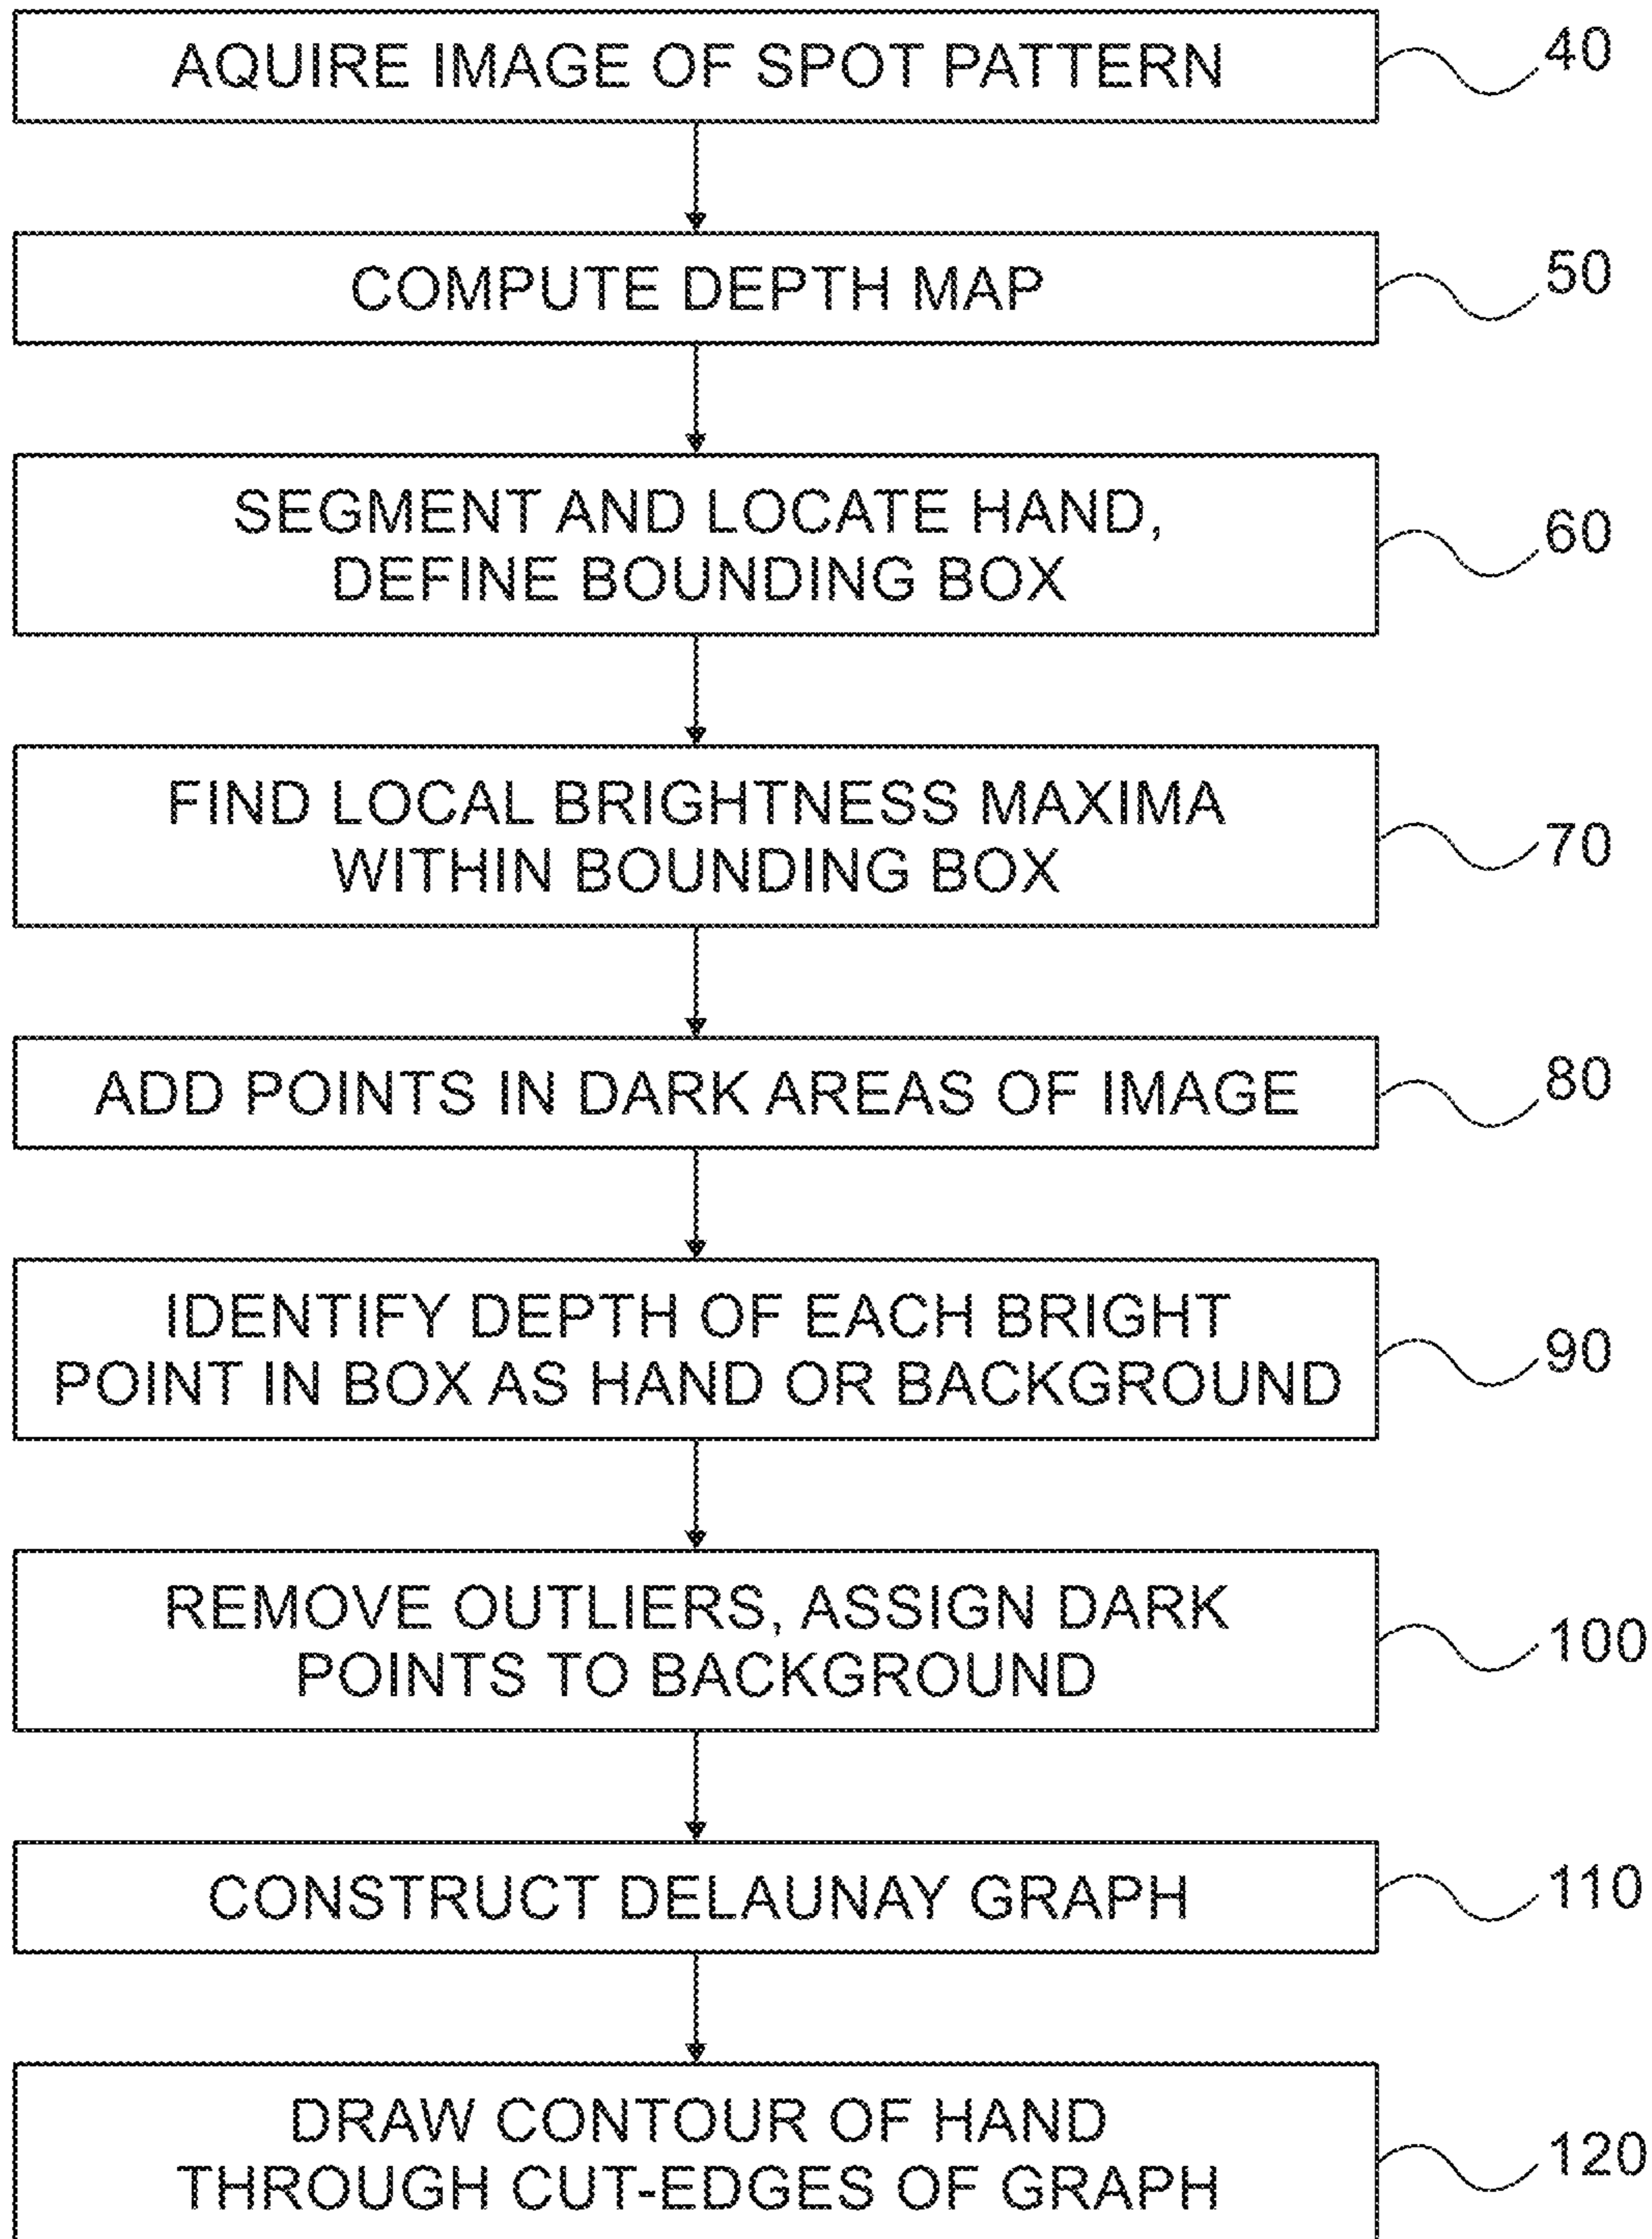 AQUIRE IMAGE OF SPOT PATTERN
40
COMPUTE DEPTH MAP
50
SEGMENT AND LOCATE HAND,
DEFINE BOUNDING BOX
60
FIND LOCAL BRIGHTNESS MAXIMA
WITHIN BOUNDING BOX
70
ADD POINTS IN DARK AREAS OF IMAGE
80
IDENTIFY DEPTH OF EACH BRIGHT
POINT IN BOX AS HAND OR BACKGROUND
90
REMOVE OUTLIERS, ASSIGN DARK
POINTS TO BACKGROUND
100
CONSTRUCT DELAUNAY GRAPH
110
DRAW CONTOUR OF HAND
THROUGH CUT-EDGES OF GRAPH
120